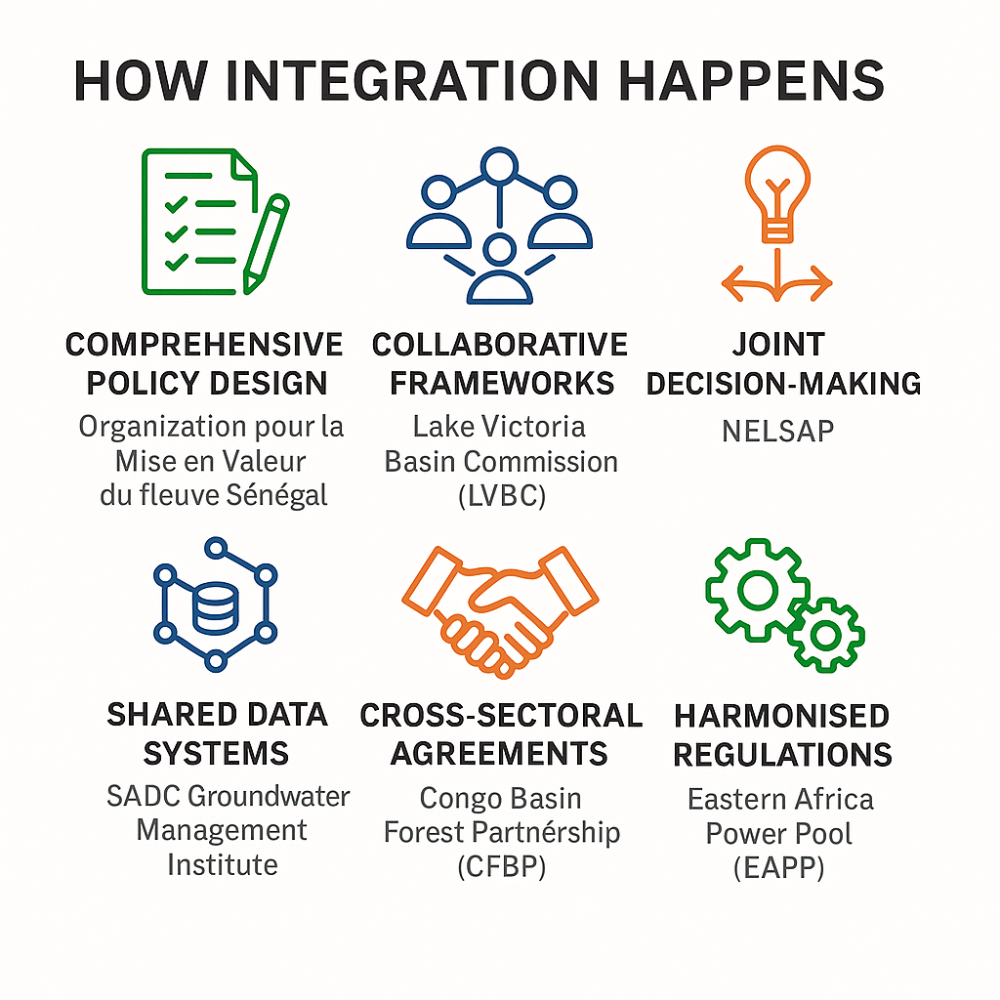 HOW INTEGRATION HAPPENS
COMPREHENSIVE
POLICY DESIGN
Organization pour la
Mise en Valeur
du fleuve Sénégal
COLLABORATIVE
FRAMEWORKS
Lake Victoria
Basin Commission
(LVBC)
JOINT
DECISION-MAKING
NELSAP
SHARED DATA
SYSTEMS
SADC Groundwater
Management
Institute
CROSS-SECTORAL
AGREEMENTS
Congo Basin
Forest Partnérship
(CFBP)
HARMONISED
REGULATIONS
Eastern Africa
Power Pool
(EAPP)